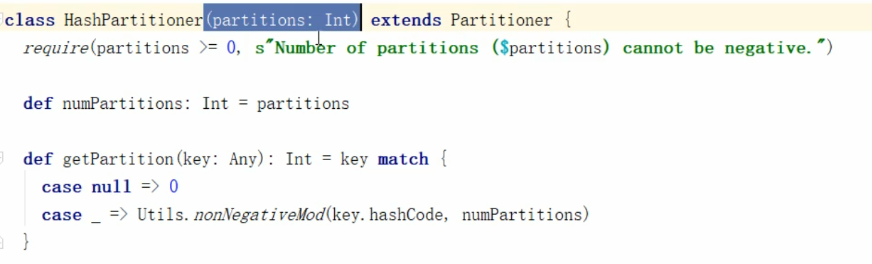 class HashPartitioner(partitions: Int) extends Partitioner {
require(partitions >= 0, s"Number of partitions ($partitions) cannot be negative.")
def numPartitions: Int = partitions
def getPartition(key: Any): Int = key match {
case null => 0
case _ => Utils.nonNegativeMod(key.hashCode, numPartitions)
}